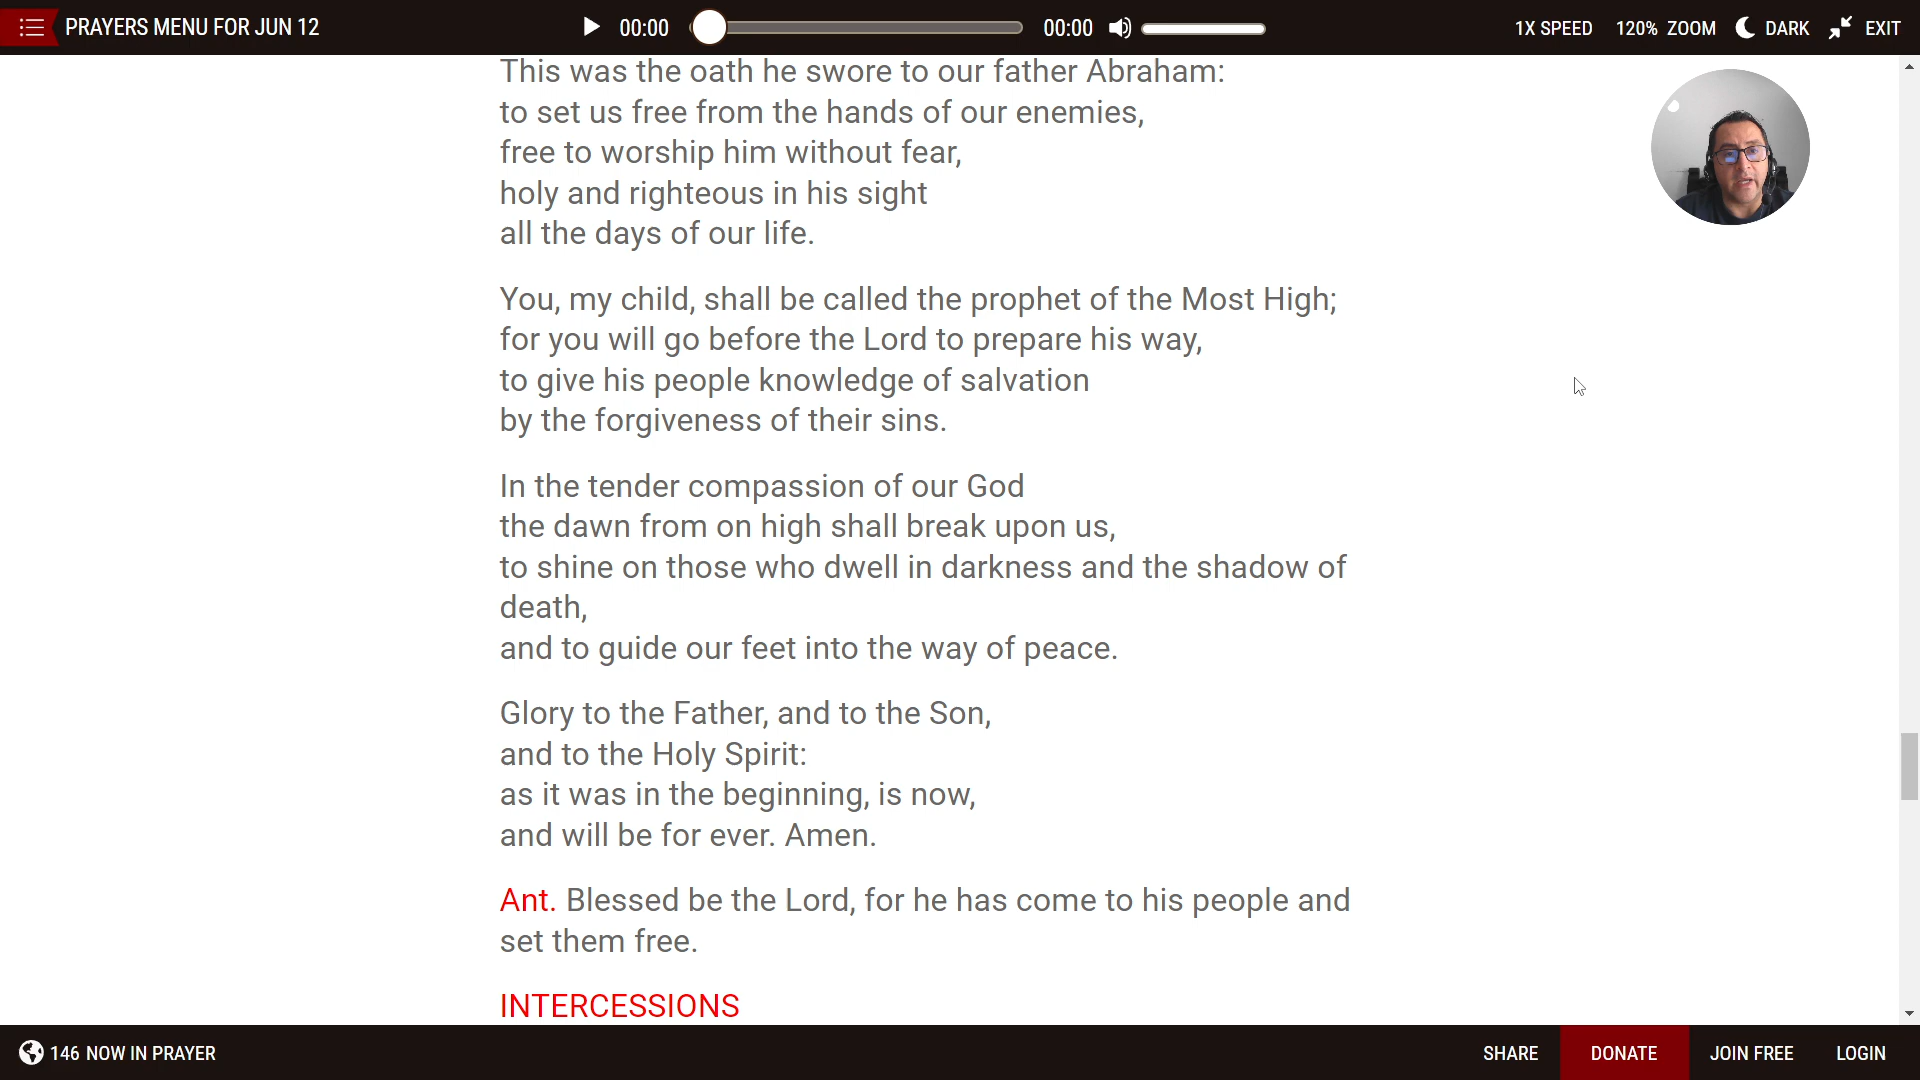 PRAYERS MENU FOR JUN 12
00:00
00:00
1X SPEED
120% ZOOM
DARK
EXIT
This was the oath he swore to our father Abraham:
to set us free from the hands of our enemies,
free to worship him without fear,
holy and righteous in his sight
all the days of our life.
You, my child, shall be called the prophet of the Most High;
for you will go before the Lord to prepare his way,
to give his people knowledge of salvation
by the forgiveness of their sins.
In the tender compassion of our God
the dawn from on high shall break upon us,
to shine on those who dwell in darkness and the shadow of
death,
and to guide our feet into the way of peace.
Glory to the Father, and to the Son,
and to the Holy Spirit:
as it was in the beginning, is now,
and will be for ever. Amen.
Ant. Blessed be the Lord, for he has come to his people and
set them free.
INTERCESSIONS
146 NOW IN PRAYER
SHARE
DONATE
JOIN FREE
LOGIN